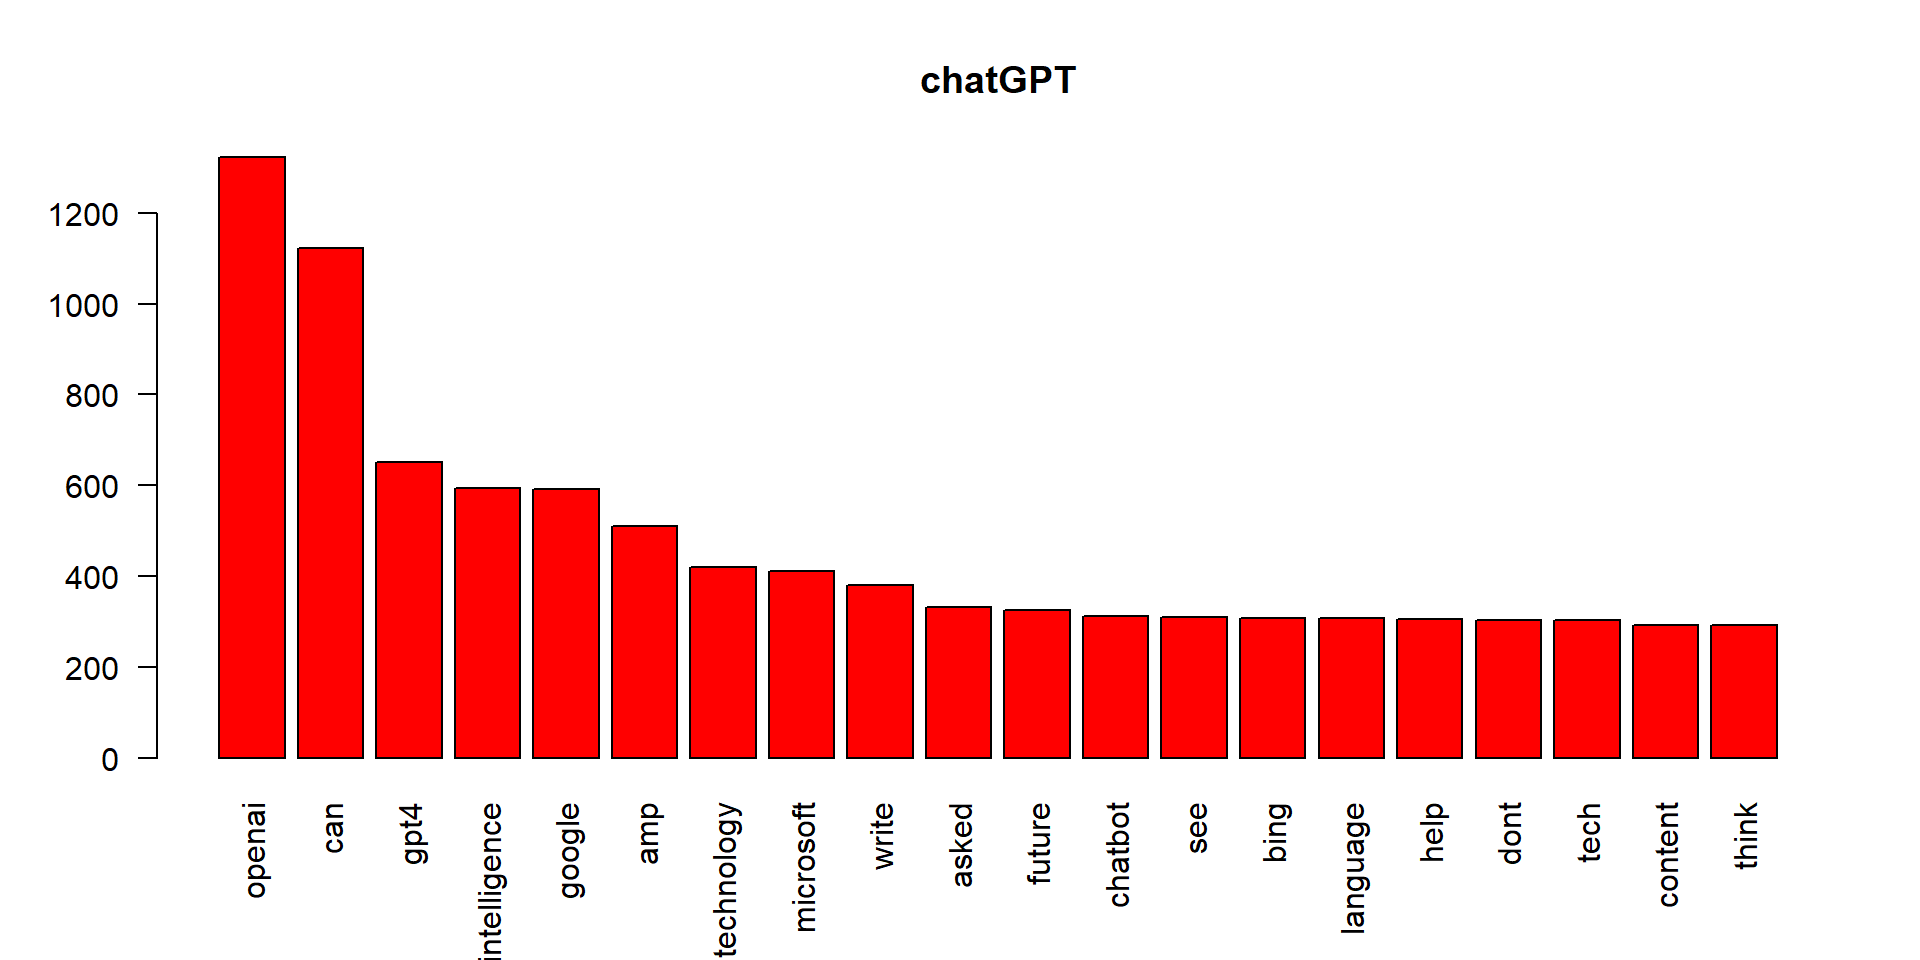 chatGPT
1200
1000
800
600
400
200
0
openai
can
gpt4
intelligence
google
amp
technology
microsoft
write
asked
future
chatbot
see
bing
language
help
dont
tech
content
think